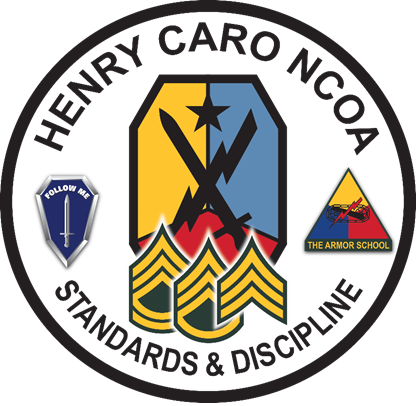 HENRY CARO NCOA
FOLLOW ME
THE ARMOR SCHOOL
STANDARDS & DISCIPLINE